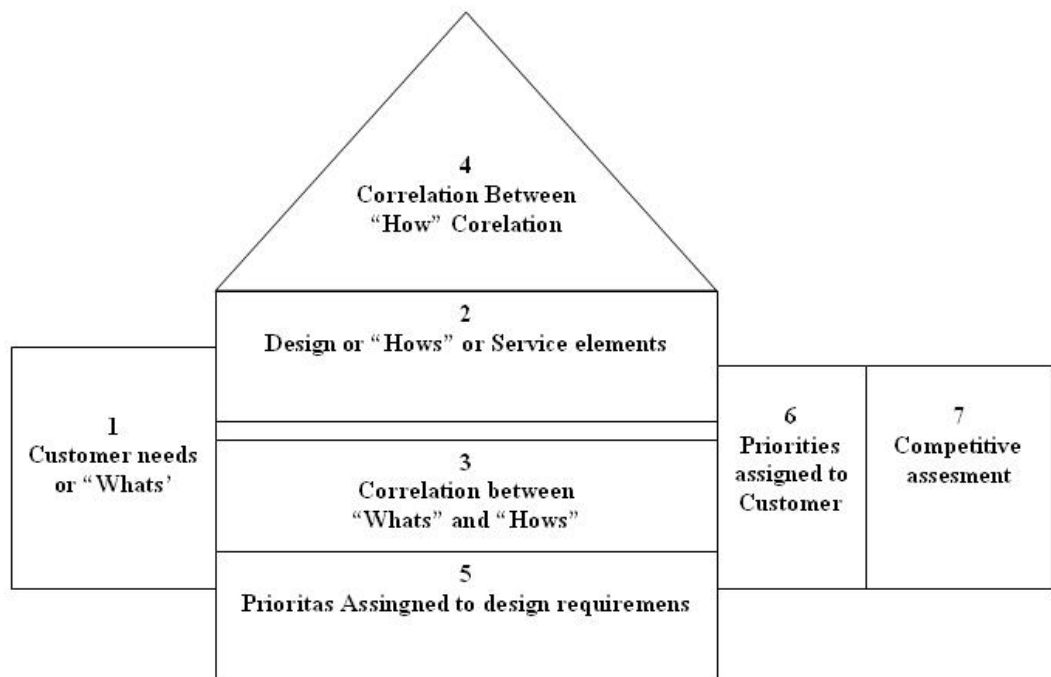 4
Correlation Between
“How” Corelation
2
Design or “Hows” or Service elements
1
Customer needs
or “Whats’
3
Correlation between
“Whats” and “Hows”
5
Prioritas Assingned to design requiremens
6
Priorities
assigned to
Customer
7
Competitive
assesment